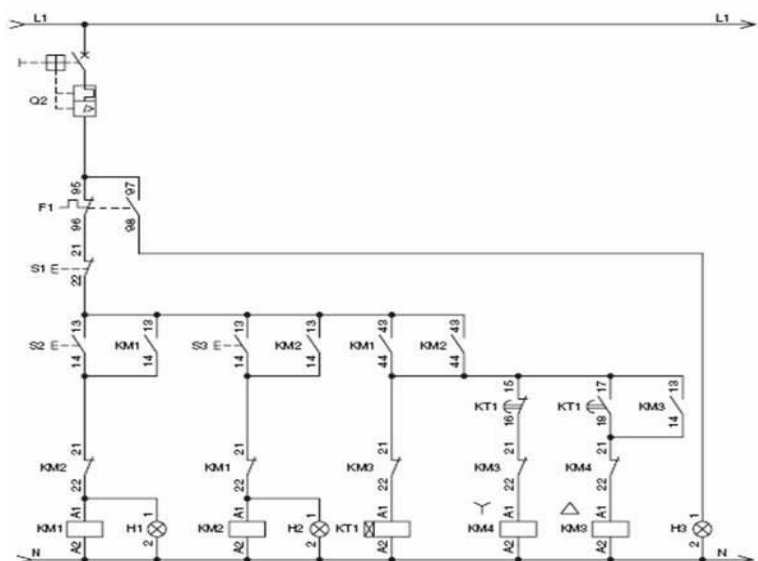 L1 L1
Q2
95 97
F1
96 98
21
S1 E
22
13 13 13 13 43 43
S2 E KM1 S3 E KM2 KM1 KM2
14 14 14 14 44 44
15 17 13
KT1 KT1 KM3
16 18 14
21 21 21 21 21
KM2 KM1 KM3 KM3 KM4
22 22 22 22 22
A1 1 A1 1 A1 A1 A1 1
KM1 H1 KM2 H2 KT1 KM4 KM3 H3
A2 2 A2 2 A2 A2 A2 2
N N